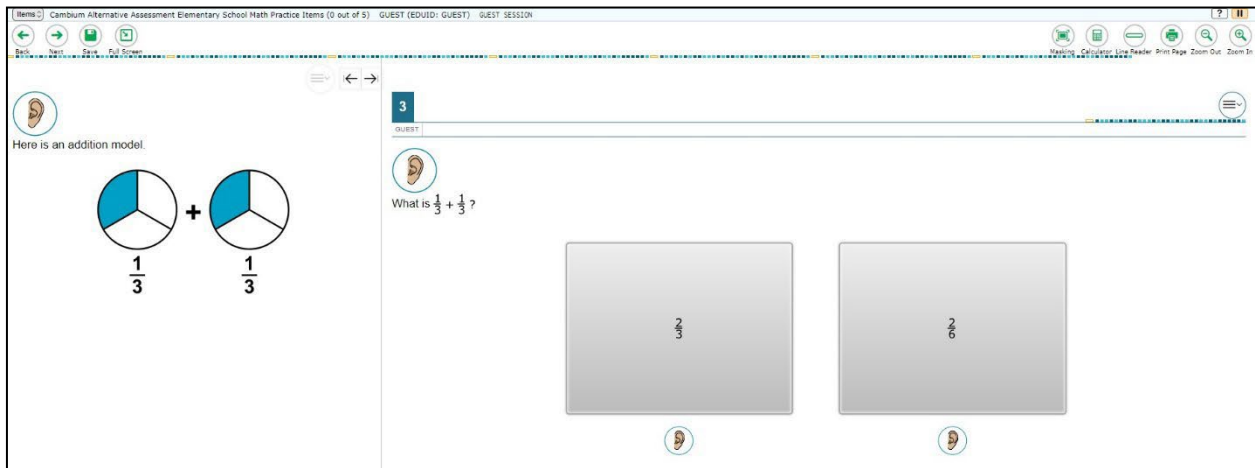 Items Cambium Alternative Assessment Elementary School Math Practice Items (0 out of 5) GUEST (EDUID: GUEST) GUEST SESSION ?
Back Next Save Full Screen Masking Calculator Line Reader Print Page Zoom Out Zoom In
Here is an addition model.
+
1/3 1/3
3
GUEST
What is 1/3 + 1/3 ?
2/3 2/6